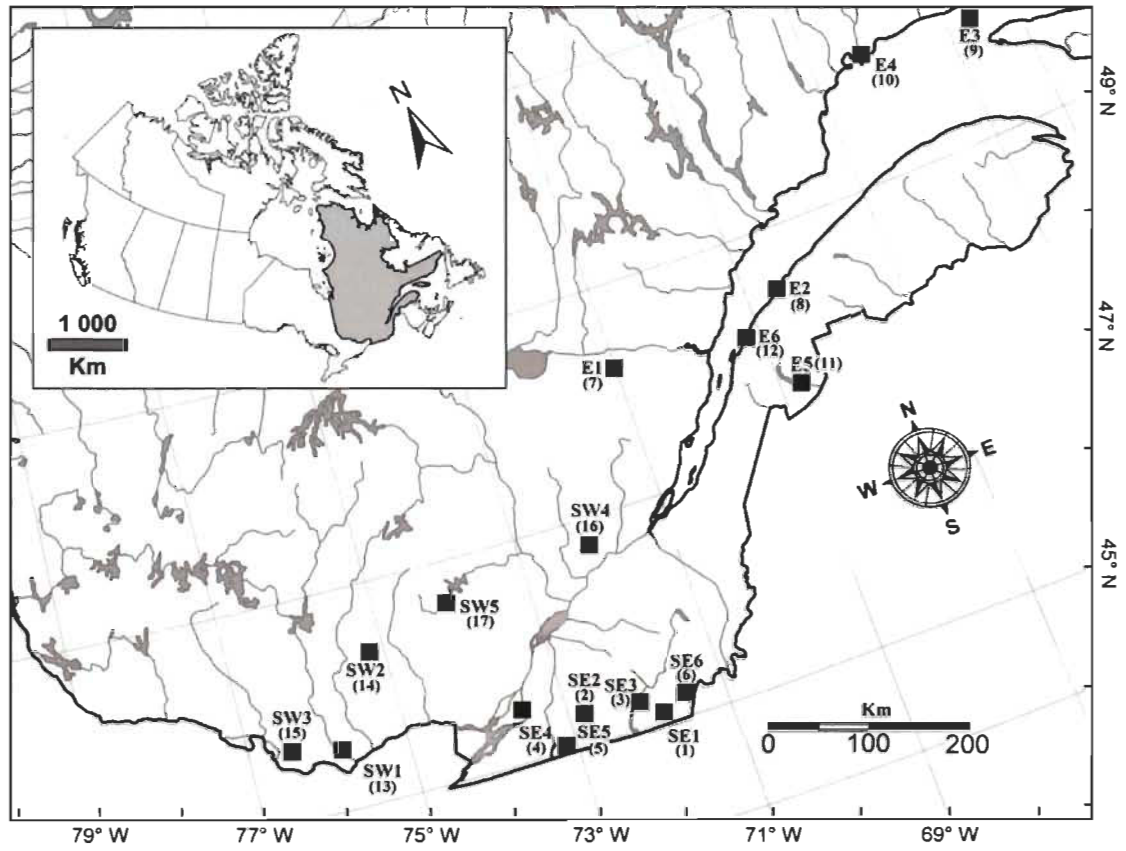 N
1 000
Km
E3
(9)
E4
(10)
49° N
E2
(8)
E6
(12)
E1
(7)
E5(11)
47° N
N
E
W
S
SW4
(16)
45° N
SW5
(17)
SW2
(14)
SE6
(6)
SE2
(2)
SE3
(3)
SW3
(15)
SE4
(4)
SE5
(5)
SE1
(1)
SW1
(13)
Km
0 100 200
79° W 77° W 75° W 73° W 71° W 69° W